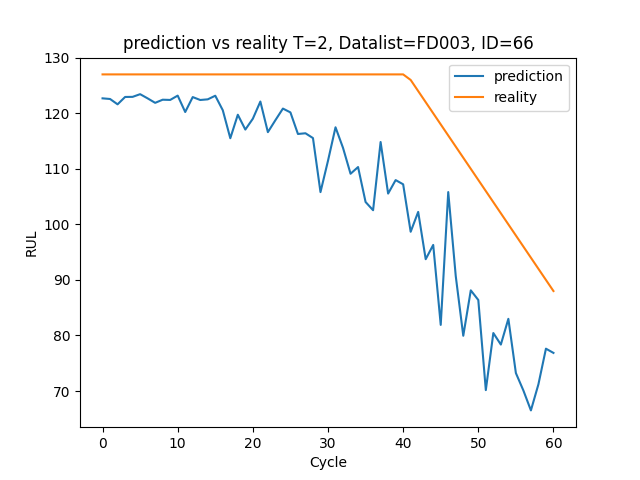 prediction vs reality T=2, Datalist=FD003, ID=66
prediction
reality
RUL
130
120
110
100
90
80
70
0 10 20 30 40 50 60
Cycle